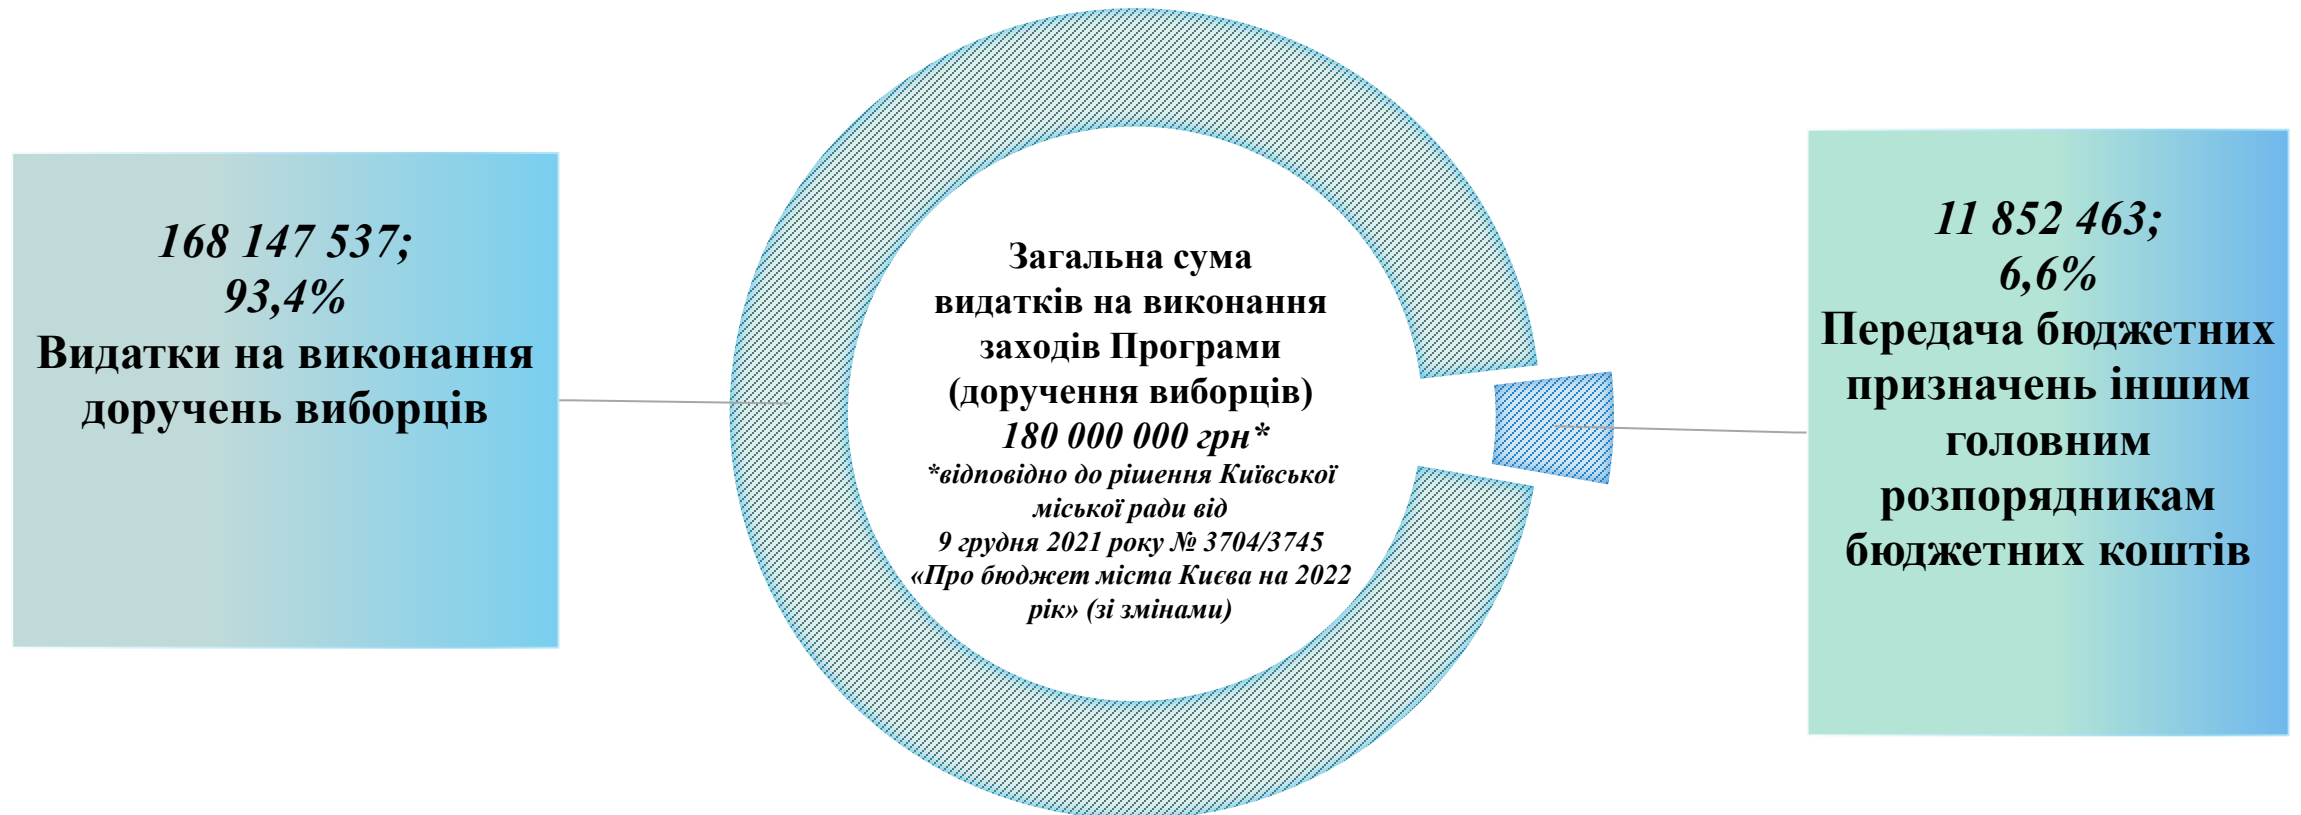 168 147 537;
93,4%
Видатки на виконання
доручень виборців
Загальна сума
видатків на виконання
заходів Програми
(доручення виборців)
180 000 000 грн*
*відповідно до рішення Київської
міської ради від
9 грудня 2021 року № 3704/3745
«Про бюджет міста Києва на 2022
рік» (зі змінами)
11 852 463;
6,6%
Передача бюджетних
призначень іншим
головним
розпорядникам
бюджетних коштів